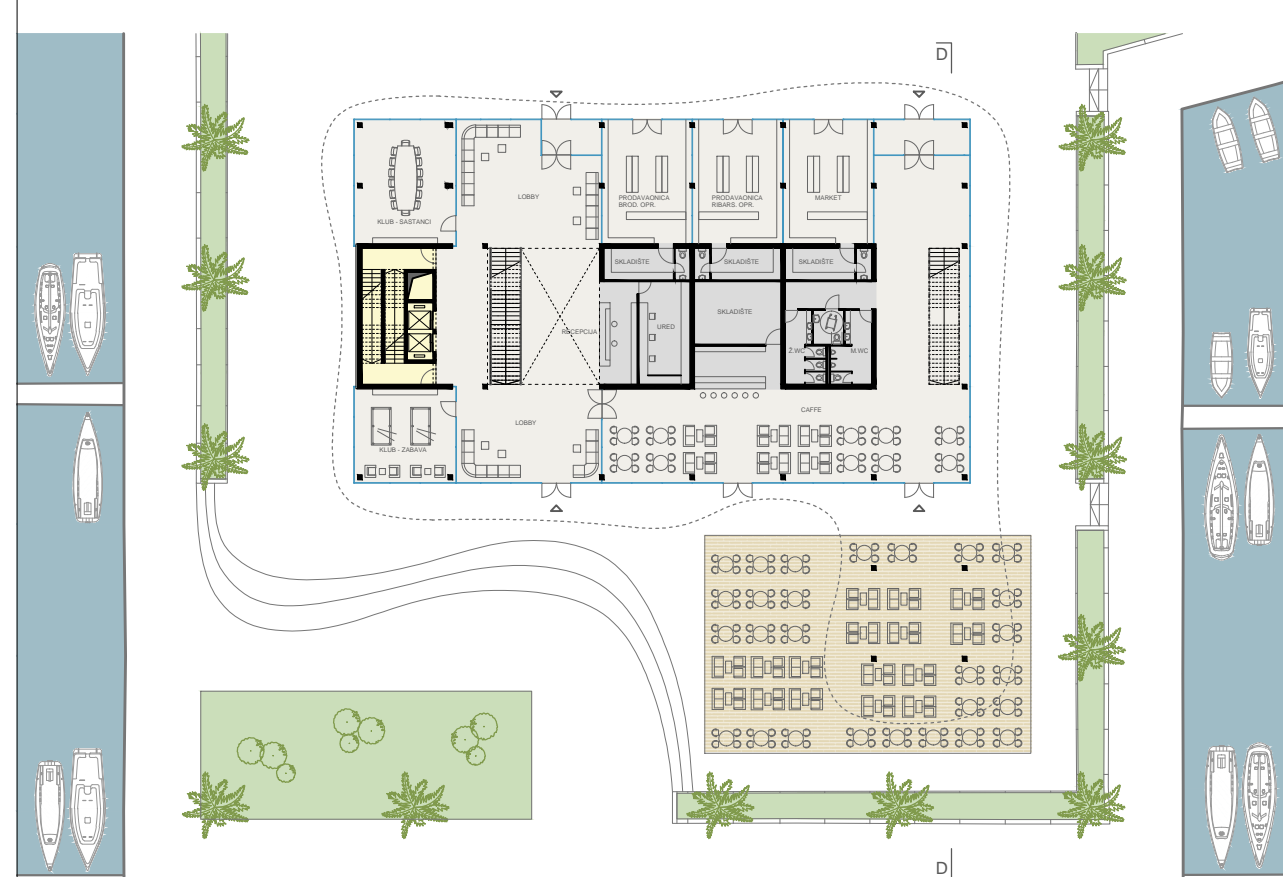 D
LOBBY
PRODAVAONICA
BROD. OPR.
PRODAVAONICA
RIBARS. OPR.
MARKET
KLUB - SASTANCI
SKLADIŠTE
SKLADIŠTE
SKLADIŠTE
SKLADIŠTE
RECEPCIJA
URED
Ž.WC
M.WC
CAFFE
LOBBY
KLUB - ZABAVA
D